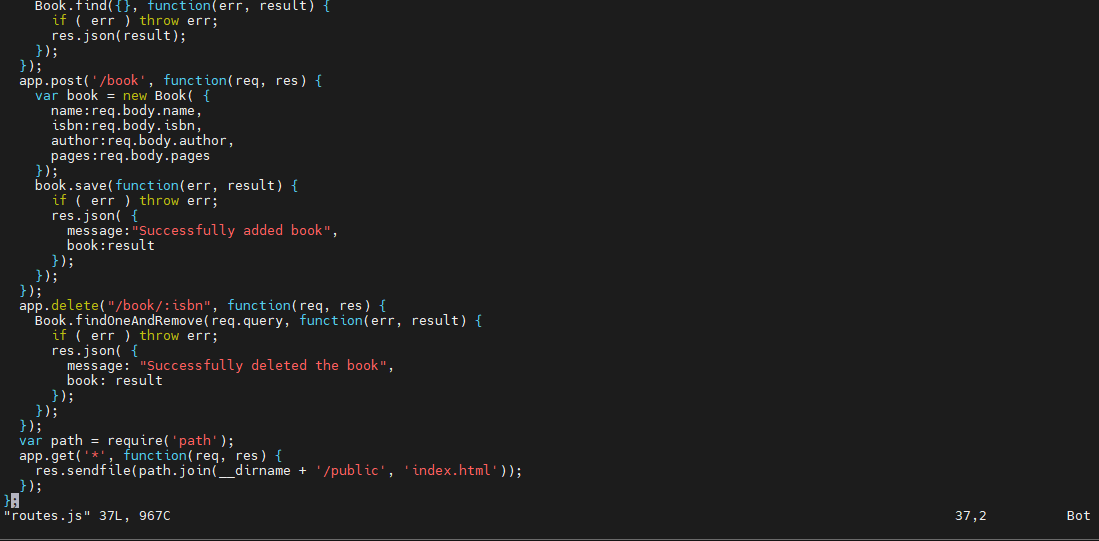 Book.find({}, function(err, result) {
      if ( err ) throw err;
      res.json(result);
    });
  });
  app.post('/book', function(req, res) {
    var book = new Book( {
      name:req.body.name,
      isbn:req.body.isbn,
      author:req.body.author,
      pages:req.body.pages
    });
    book.save(function(err, result) {
      if ( err ) throw err;
      res.json( {
        message:"Successfully added book",
        book:result
      });
    });
  });
  app.delete("/book/:isbn", function(req, res) {
    Book.findOneAndRemove(req.query, function(err, result) {
      if ( err ) throw err;
      res.json( {
        message: "Successfully deleted the book",
        book: result
      });
    });
  });
  var path = require('path');
  app.get('*', function(req, res) {
    res.sendfile(path.join(__dirname + '/public', 'index.html'));
  });
};
"routes.js" 37L, 967C 37,2 Bot